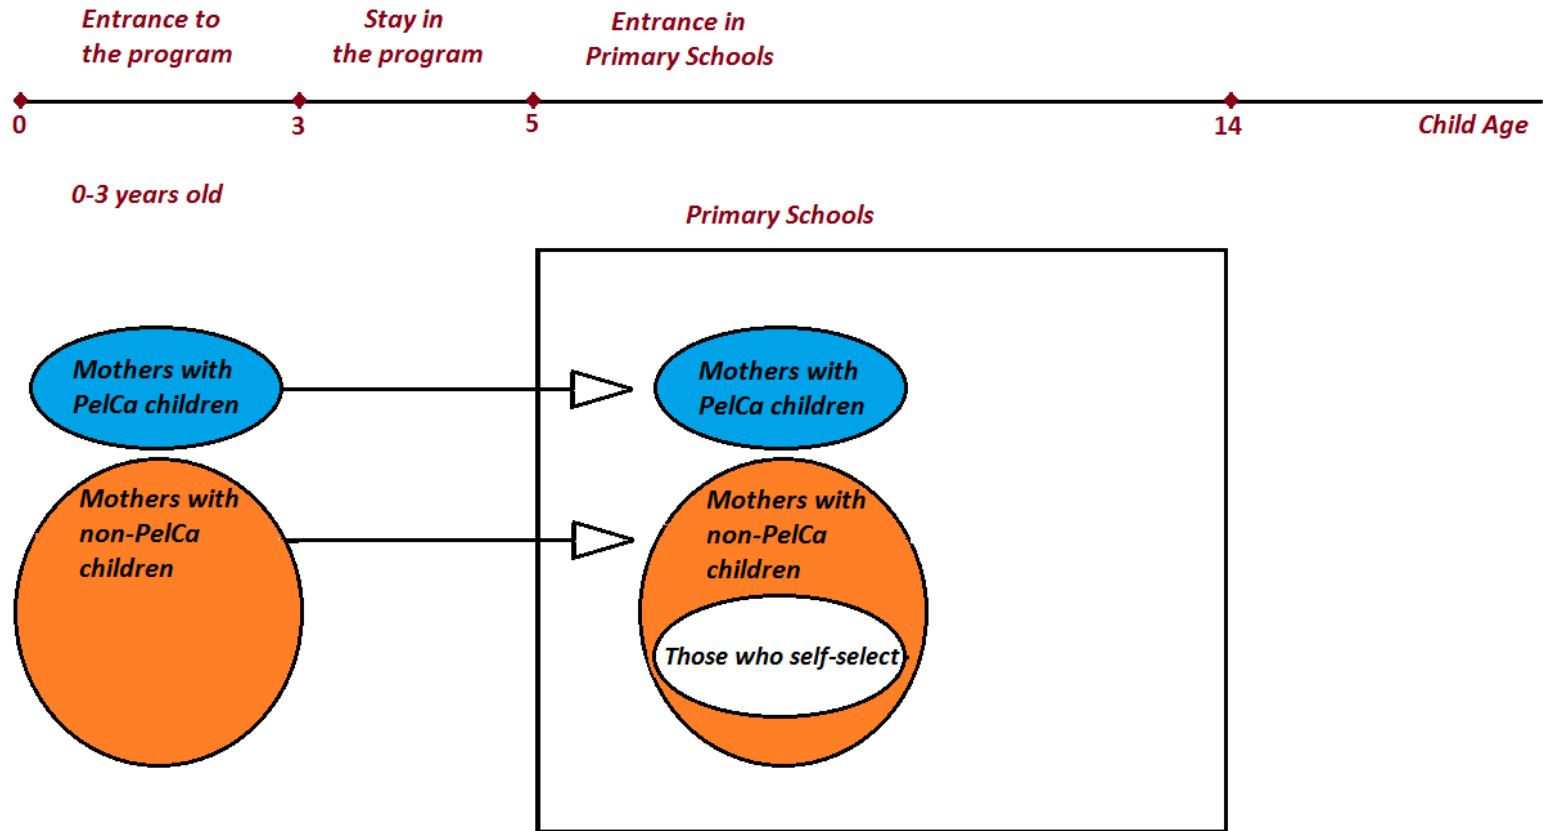 Entrance to
the program
Stay in
the program
Entrance in
Primary Schools
0
3
5
14
Child Age
0-3 years old
Primary Schools
Mothers with
PelCa children
Mothers with
PelCa children
Mothers with
non-PelCa
children
Mothers with
non-PelCa
children
Those who self-select